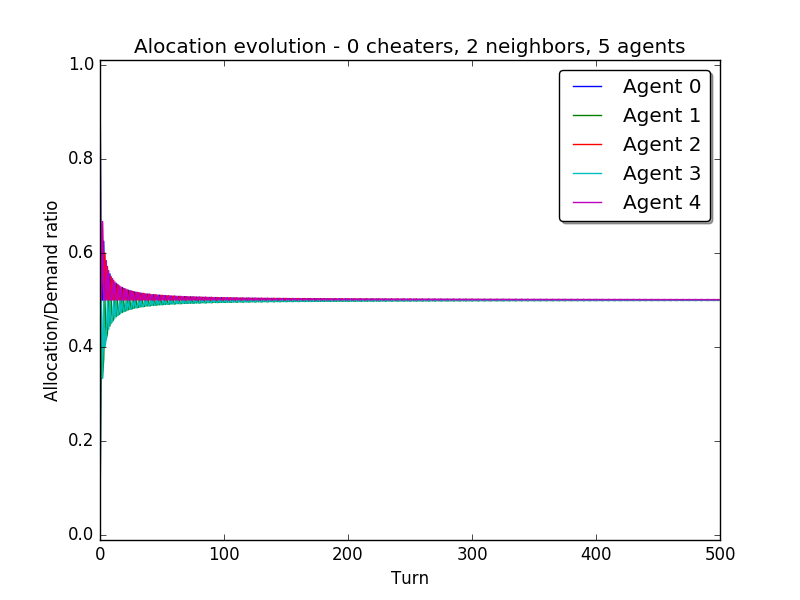 Alocation evolution - 0 cheaters, 2 neighbors, 5 agents
1.0
0.8
0.6
0.4
0.2
0.0
Allocation/Demand ratio
Agent 0
Agent 1
Agent 2
Agent 3
Agent 4
0 100 200 300 400 500
Turn